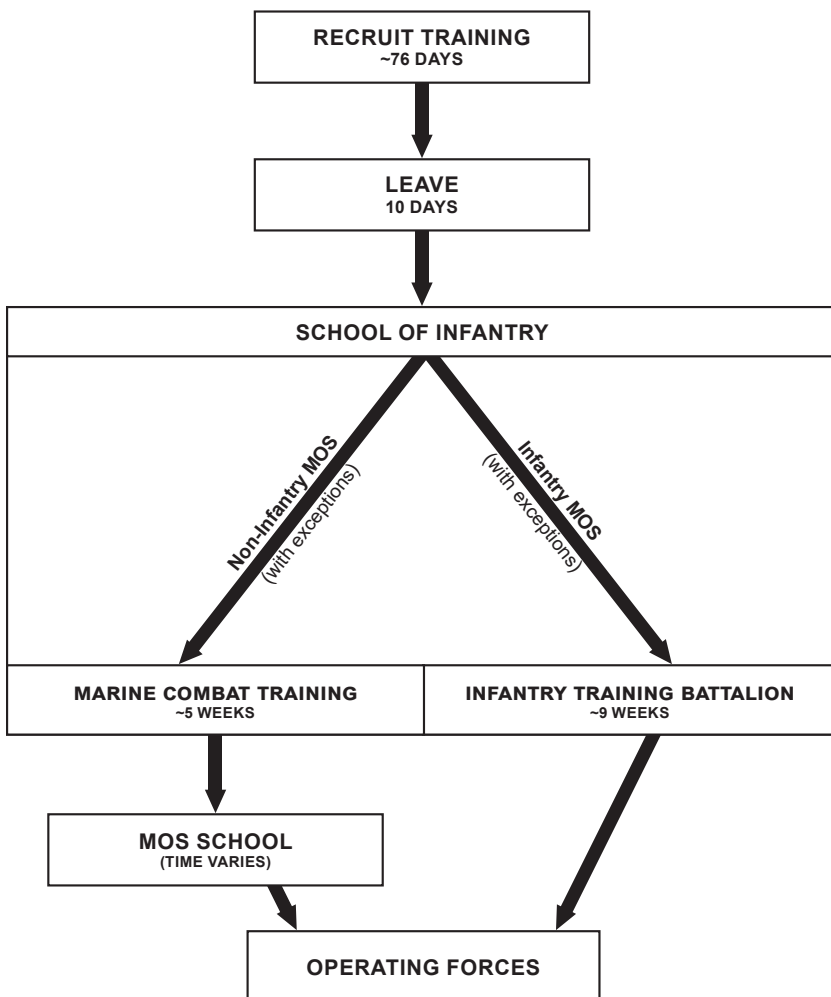 RECRUIT TRAINING
~76 DAYS
LEAVE
10 DAYS
SCHOOL OF INFANTRY
Non-Infantry MOS
(with exceptions)
Infantry MOS
(with exceptions)
MARINE COMBAT TRAINING
~5 WEEKS
INFANTRY TRAINING BATTALION
~9 WEEKS
MOS SCHOOL
(TIME VARIES)
OPERATING FORCES